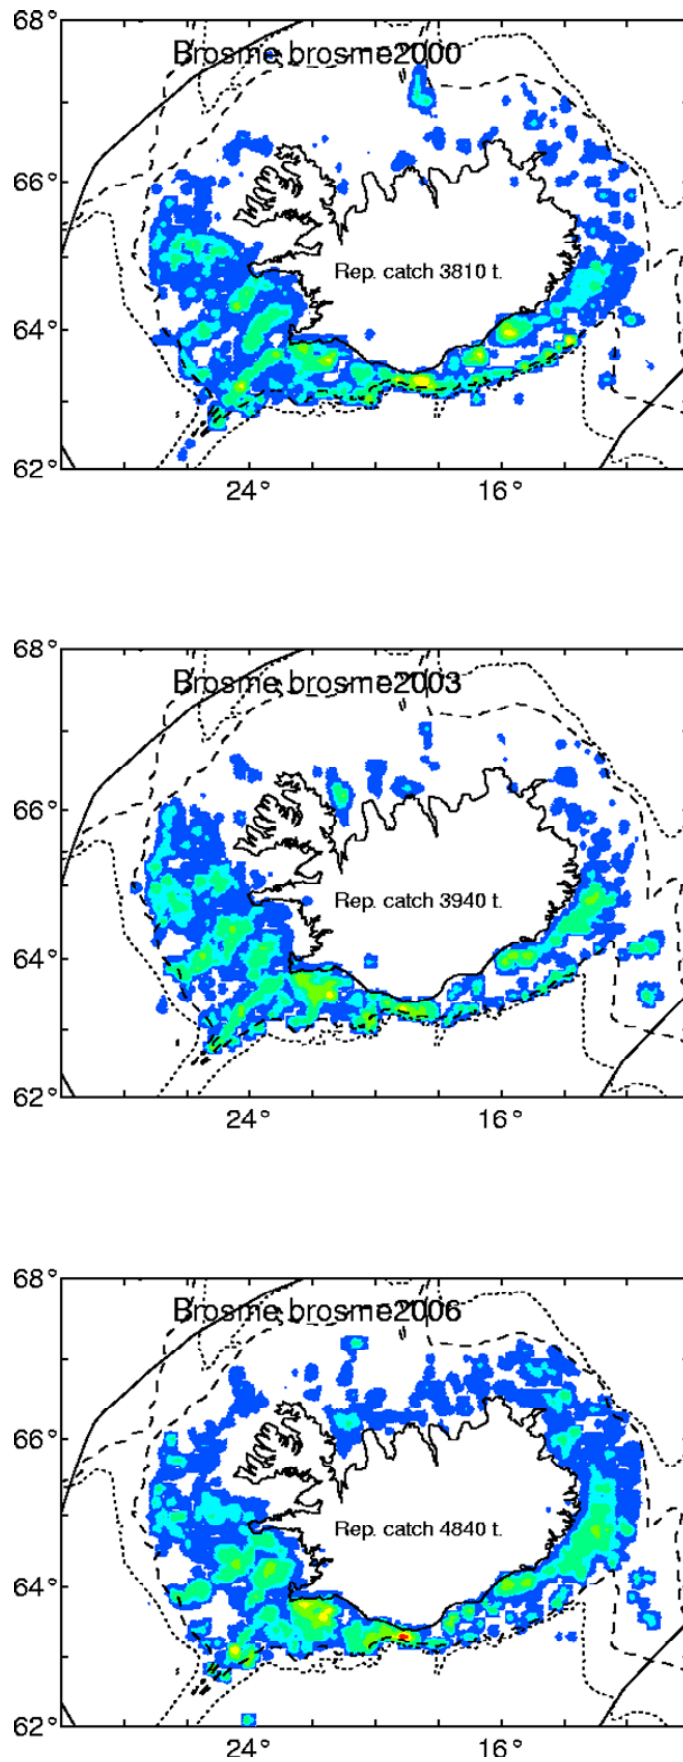 68°
Brosme brosme2000
66°
Rep. catch 3810 t.
64°
62°
24° 16°
68°
Brosme brosme2003
66°
Rep. catch 3940 t.
64°
62°
24° 16°
68°
Brosme brosme2006
66°
Rep. catch 4840 t.
64°
62°
24° 16°